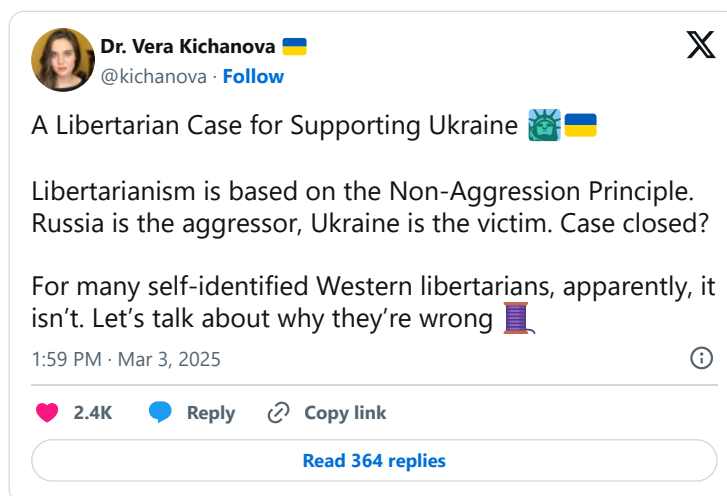 Dr. Vera Kichanova 🇺🇦
@kichanova · Follow
A Libertarian Case for Supporting Ukraine 🗽🇺🇦
Libertarianism is based on the Non-Aggression Principle.
Russia is the aggressor, Ukraine is the victim. Case closed?
For many self-identified Western libertarians, apparently, it
isn’t. Let’s talk about why they’re wrong 🧵
1:59 PM · Mar 3, 2025
2.4K Reply Copy link
Read 364 replies